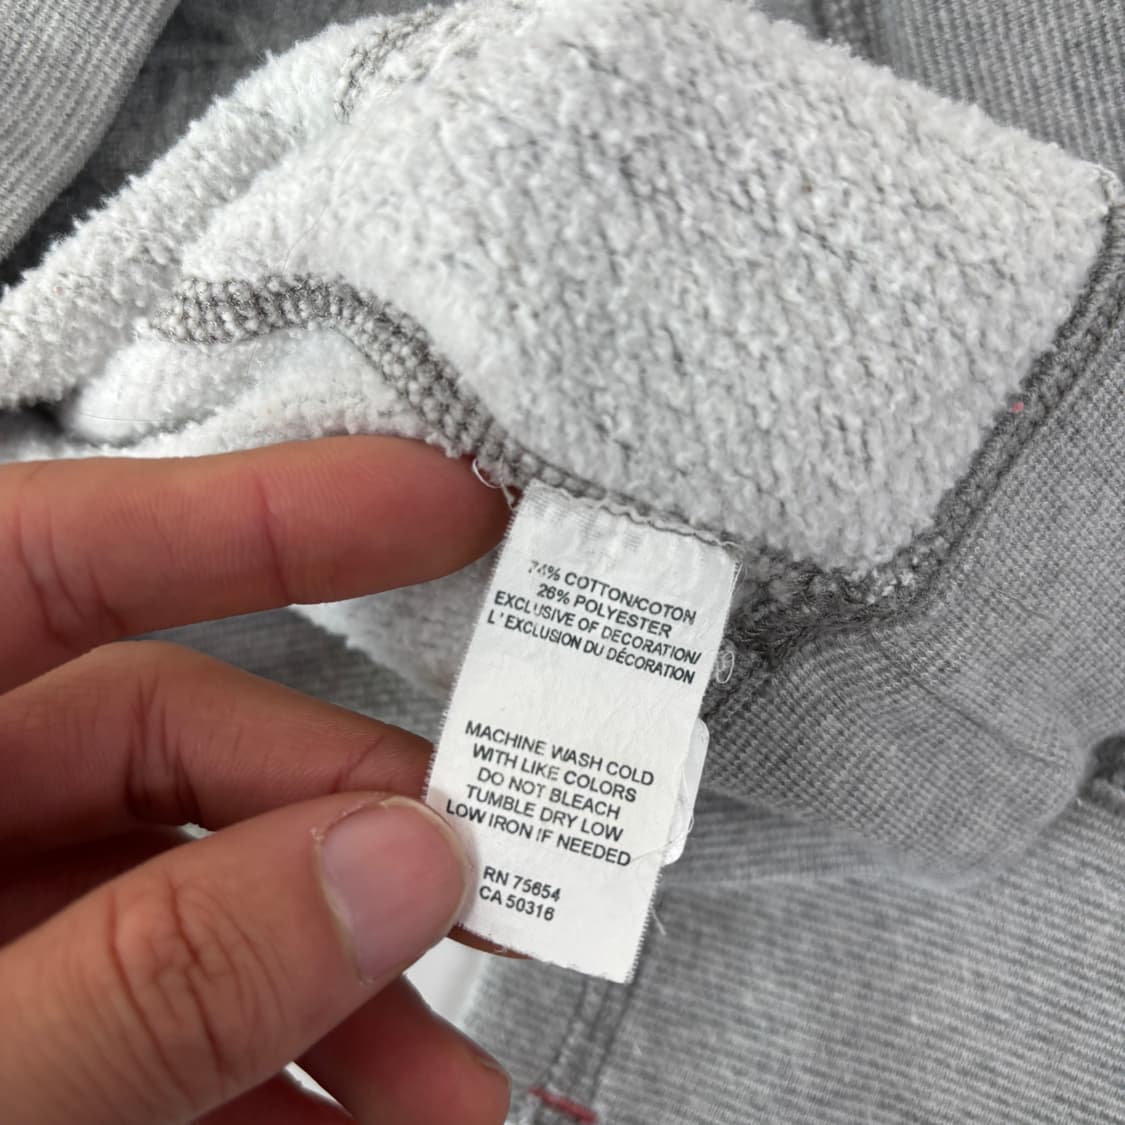 74% COTTON/COTON
26% POLYESTER
EXCLUSIVE OF DECORATION/
L'EXCLUSION DU DÉCORATION
MACHINE WASH COLD
WITH LIKE COLORS
DO NOT BLEACH
TUMBLE DRY LOW
LOW IRON IF NEEDED
RN 75654
CA 50316